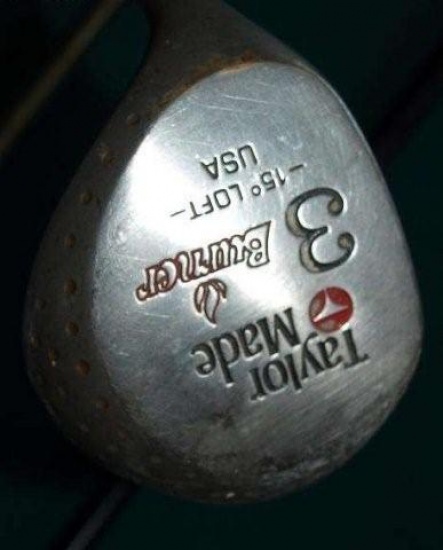 Taylor
Made
3 Burner
–15° LOFT–
USA